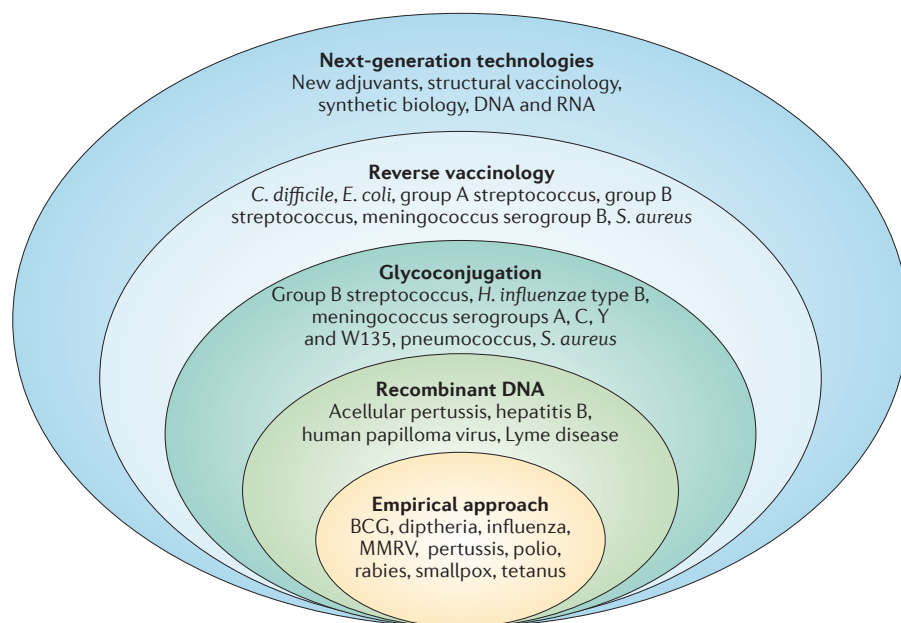 Next-generation technologies
New adjuvants, structural vaccinology,
synthetic biology, DNA and RNA
Reverse vaccinology
C. difficile, E. coli, group A streptococcus, group B
streptococcus, meningococcus serogroup B, S. aureus
Glycoconjugation
Group B streptococcus, H. influenzae type B,
meningococcus serogroups A, C, Y
and W135, pneumococcus, S. aureus
Recombinant DNA
Acellular pertussis, hepatitis B,
human papilloma virus, Lyme disease
Empirical approach
BCG, diptheria, influenza,
MMRV, pertussis, polio,
rabies, smallpox, tetanus